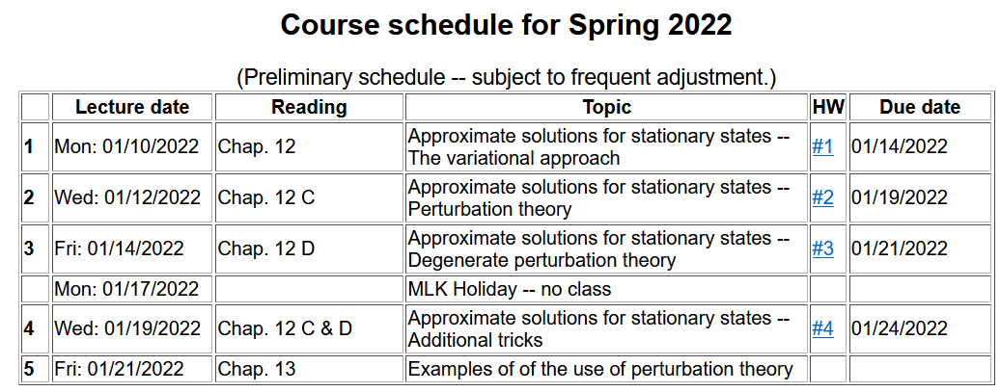 Course schedule for Spring 2022
(Preliminary schedule -- subject to frequent adjustment.)
Lecture date Reading Topic HW Due date
1 Mon: 01/10/2022 Chap. 12 Approximate solutions for stationary states -- #1 01/14/2022
The variational approach
2 Wed: 01/12/2022 Chap. 12 C Approximate solutions for stationary states -- #2 01/19/2022
Perturbation theory
3 Fri: 01/14/2022 Chap. 12 D Approximate solutions for stationary states -- #3 01/21/2022
Degenerate perturbation theory
Mon: 01/17/2022 MLK Holiday -- no class
4 Wed: 01/19/2022 Chap. 12 C & D Approximate solutions for stationary states -- #4 01/24/2022
Additional tricks
5 Fri: 01/21/2022 Chap. 13 Examples of of the use of perturbation theory